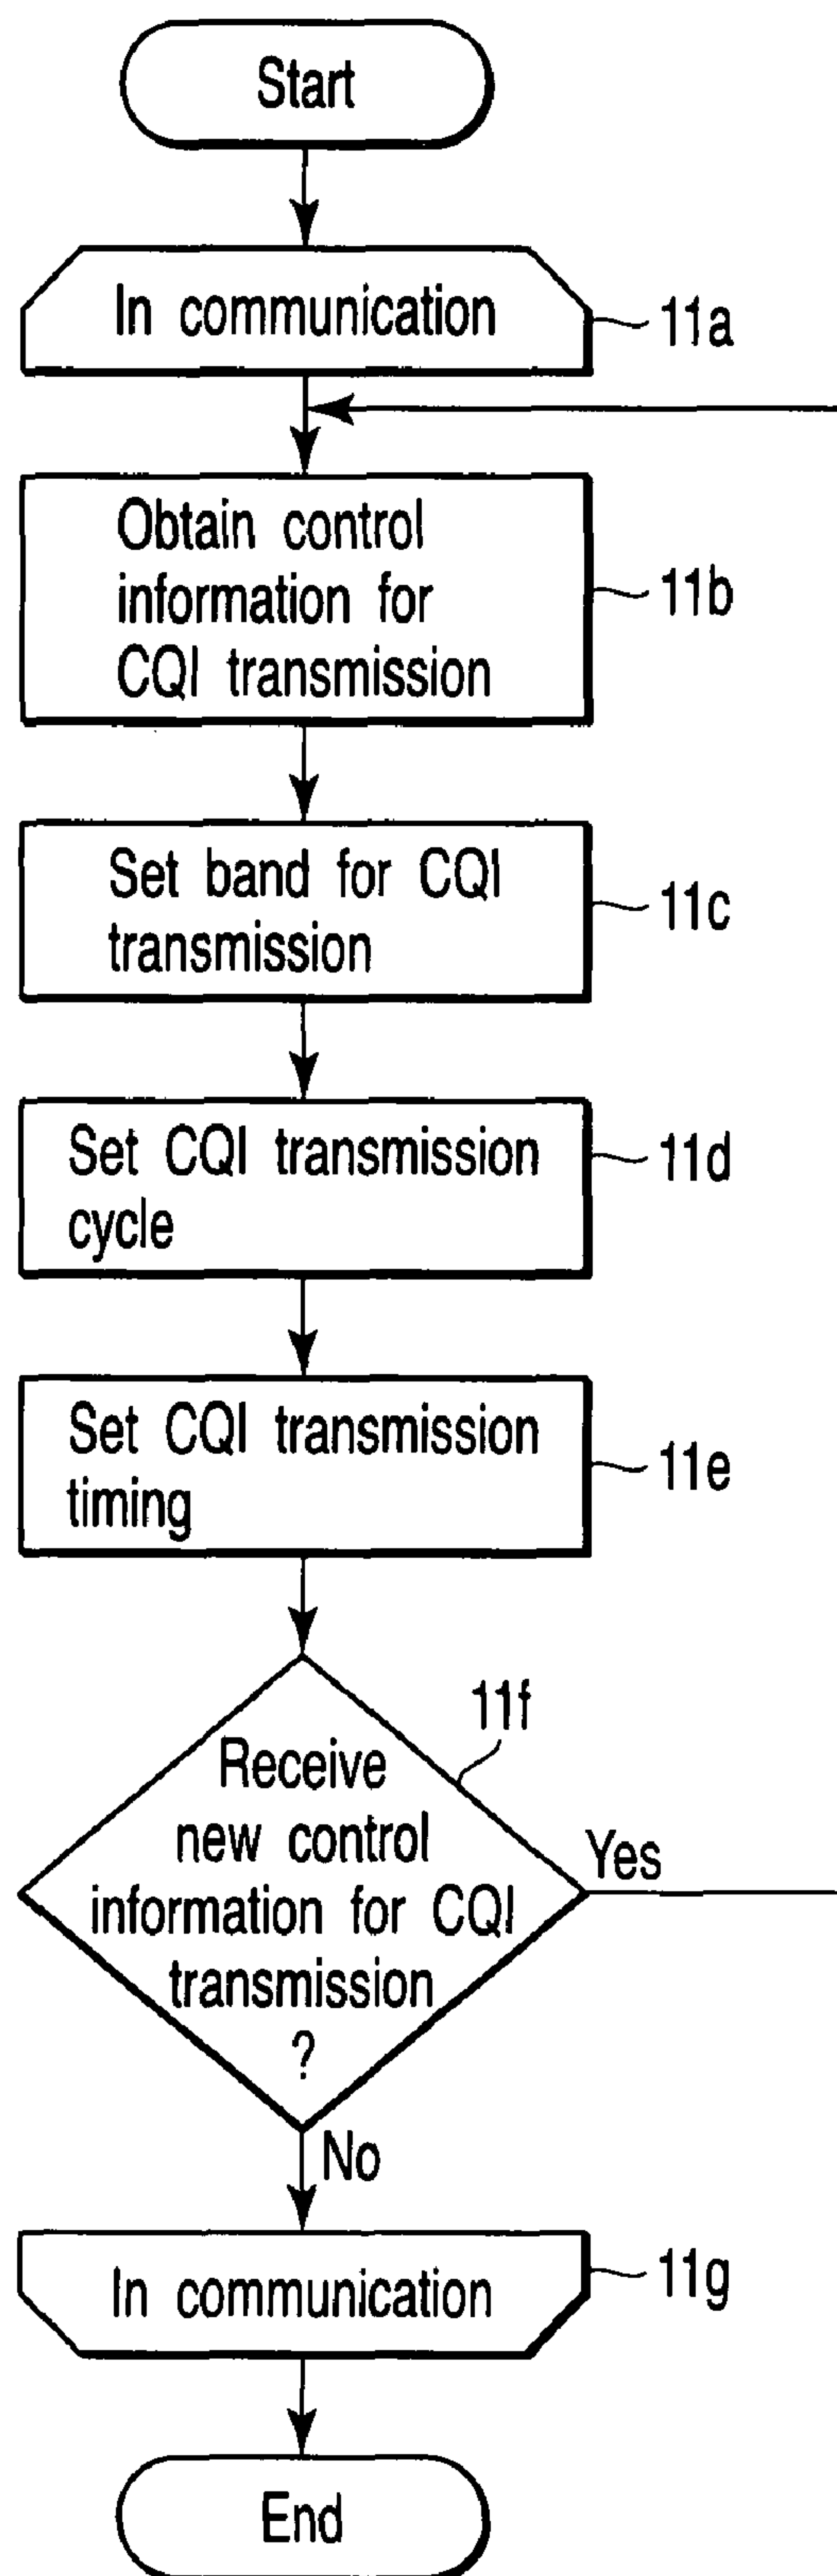 Start
In communication
11a
Obtain control
information for
CQI transmission
11b
Set band for CQI
transmission
11c
Set CQI transmission
cycle
11d
Set CQI transmission
timing
11e
11f
Receive
new control
information for CQI
transmission
?
Yes
No
In communication
11g
End